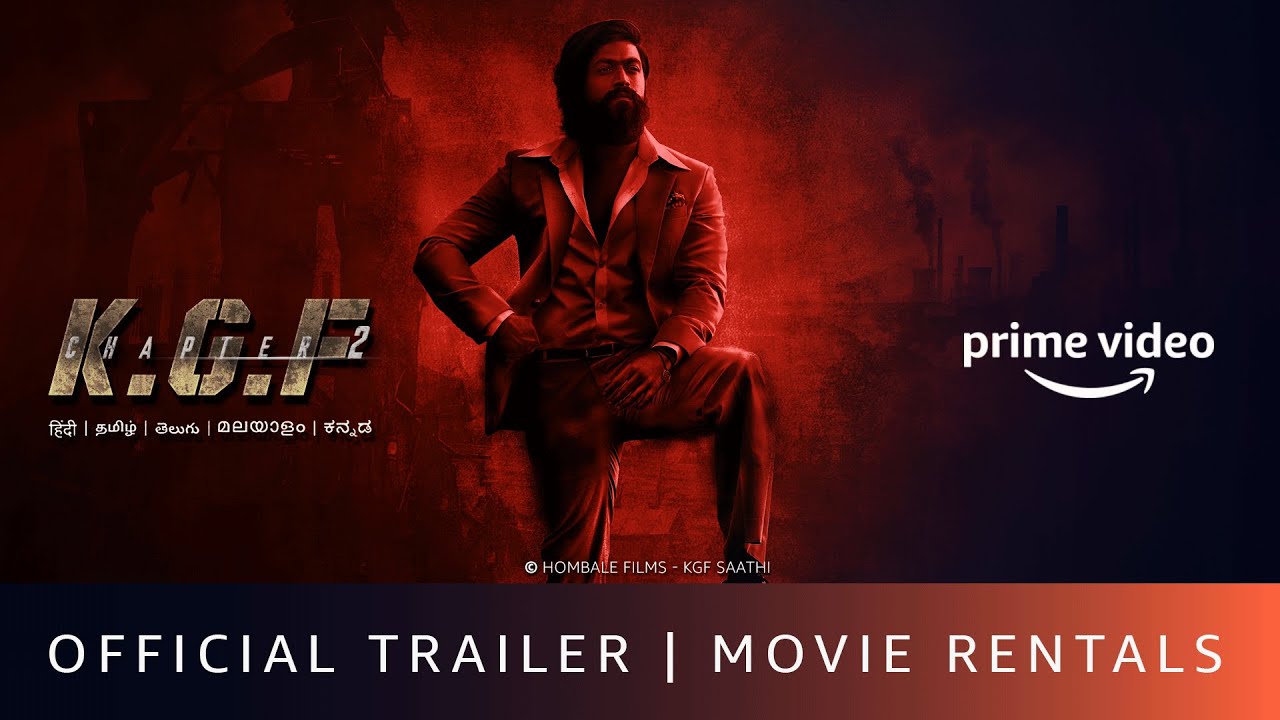 K.G.F
CHAPTER 2
हिंदी | தமிழ் | తెలుగు | മലയാളം | ಕನ್ನಡ
prime video
© HOMBALE FILMS - KGF SAATHI
OFFICIAL TRAILER | MOVIE RENTALS